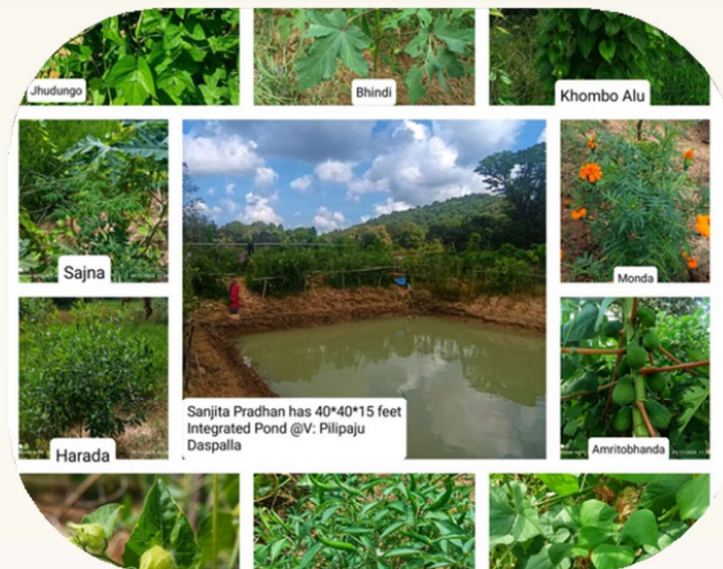 Jhudungo
Bhindi
Khombo Alu
Sajna
Monda
Sanjita Pradhan has 40*40*15 feet
Integrated Pond @V: Pilipaju
Daspalla
Harada
Amritobhanda